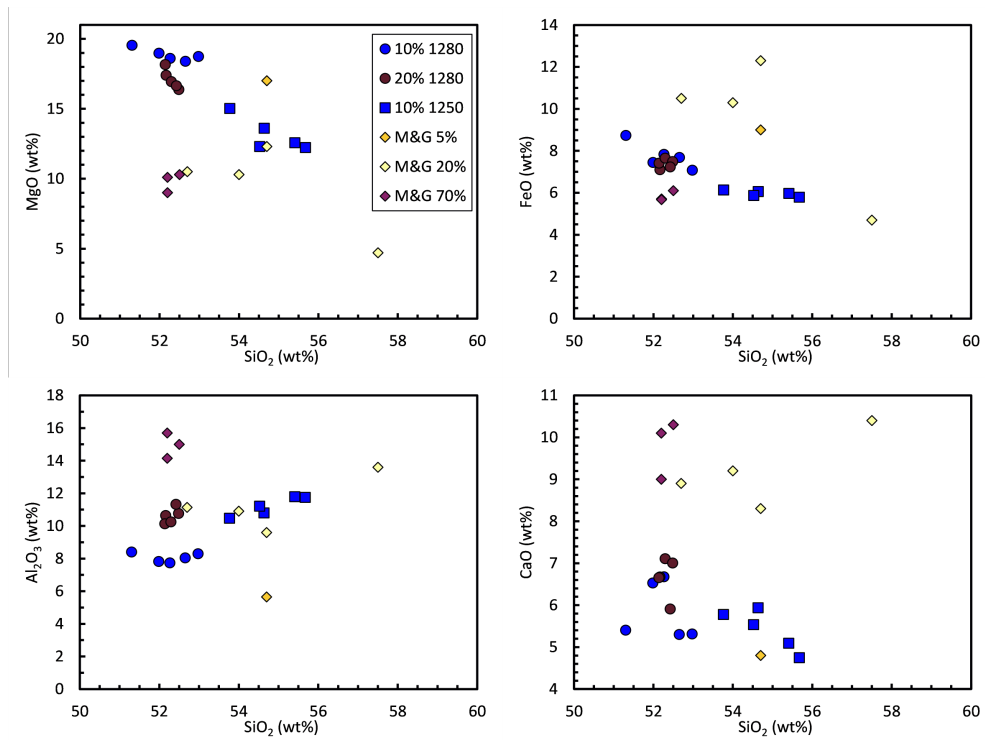 20
15
10
5
0
MgO (wt%)
50 52 54 56 58 60
SiO₂ (wt%)
10% 1280
20% 1280
10% 1250
M&G 5%
M&G 20%
M&G 70%
14
12
10
8
6
4
2
0
FeO (wt%)
50 52 54 56 58 60
SiO₂ (wt%)
18
16
14
12
10
8
6
4
2
0
Al₂O₃ (wt%)
50 52 54 56 58 60
SiO₂ (wt%)
11
10
9
8
7
6
5
4
CaO (wt%)
50 52 54 56 58 60
SiO₂ (wt%)